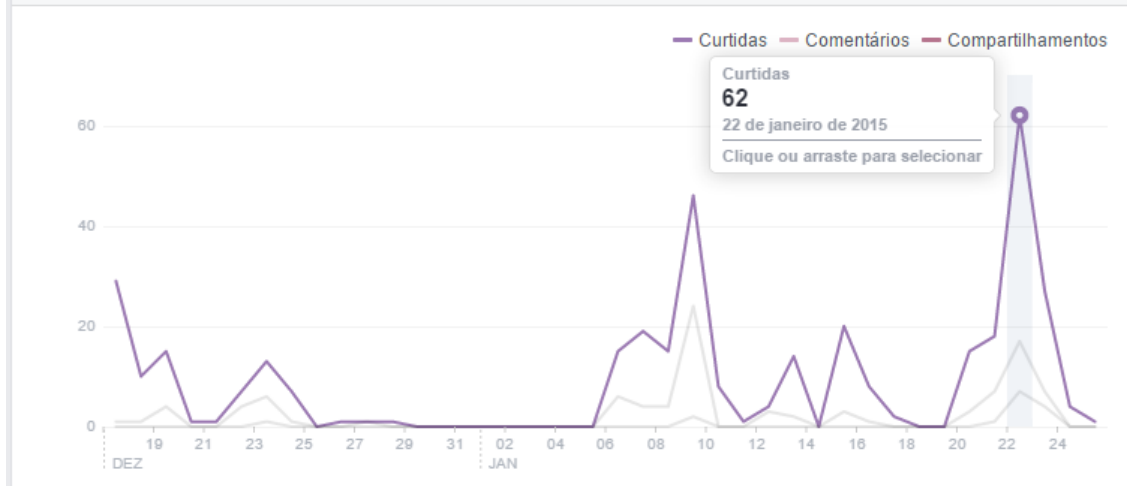 Curtidas Comentários Compartilhamentos
Curtidas
62
22 de janeiro de 2015
Clique ou arraste para selecionar
60
40
20
0
19 21 23 25 27 29 31 02 04 06 08 10 12 14 16 18 20 22 24
DEZ JAN